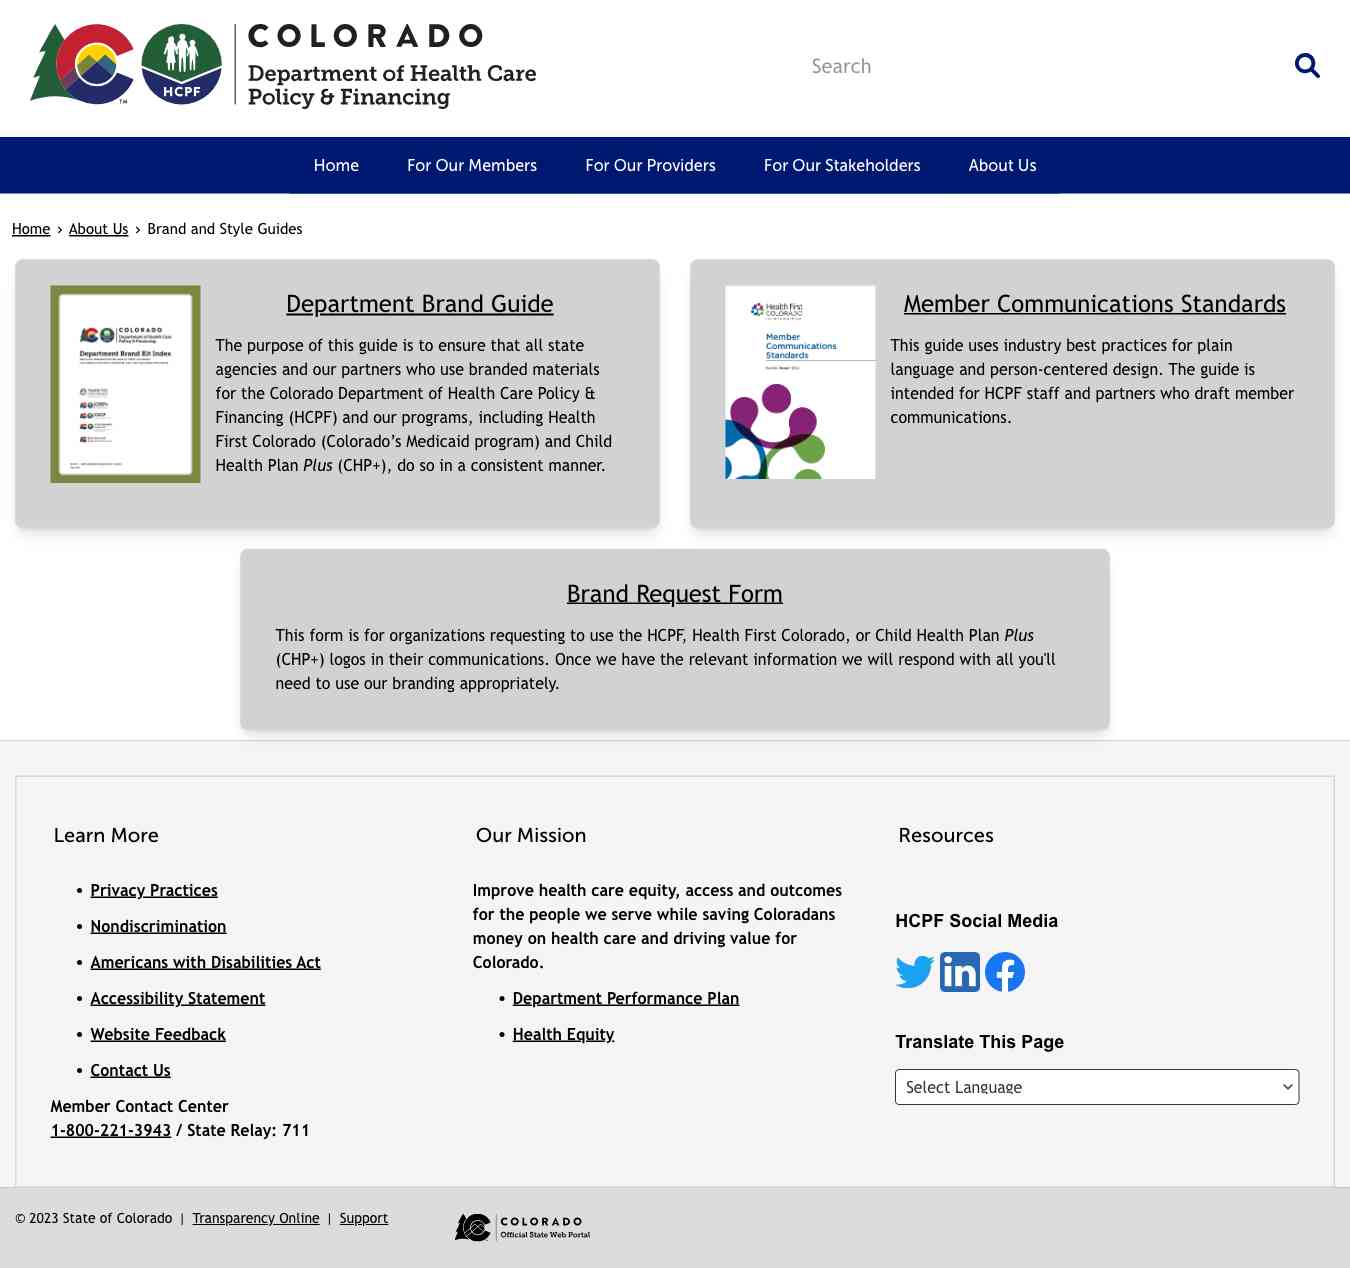 COLORADO
Department of Health Care
Policy & Financing
HCPF
TM
Search
Home For Our Members For Our Providers For Our Stakeholders About Us
Home › About Us › Brand and Style Guides
COLORADO
Department of Health Care
Policy & Financing
Department Brand Kit Index
Department Brand Guide
The purpose of this guide is to ensure that all state
agencies and our partners who use branded materials
for the Colorado Department of Health Care Policy &
Financing (HCPF) and our programs, including Health
First Colorado (Colorado’s Medicaid program) and Child
Health Plan Plus (CHP+), do so in a consistent manner.
Health First
COLORADO
Member
Communications
Standards
Member Communications Standards
This guide uses industry best practices for plain
language and person-centered design. The guide is
intended for HCPF staff and partners who draft member
communications.
Brand Request Form
This form is for organizations requesting to use the HCPF, Health First Colorado, or Child Health Plan Plus
(CHP+) logos in their communications. Once we have the relevant information we will respond with all you'll
need to use our branding appropriately.
Learn More
• Privacy Practices
• Nondiscrimination
• Americans with Disabilities Act
• Accessibility Statement
• Website Feedback
• Contact Us
Member Contact Center
1-800-221-3943 / State Relay: 711
Our Mission
Improve health care equity, access and outcomes
for the people we serve while saving Coloradans
money on health care and driving value for
Colorado.
• Department Performance Plan
• Health Equity
Resources
HCPF Social Media
in
Translate This Page
Select Language
© 2023 State of Colorado | Transparency Online | Support
COLORADO
Official State Web Portal